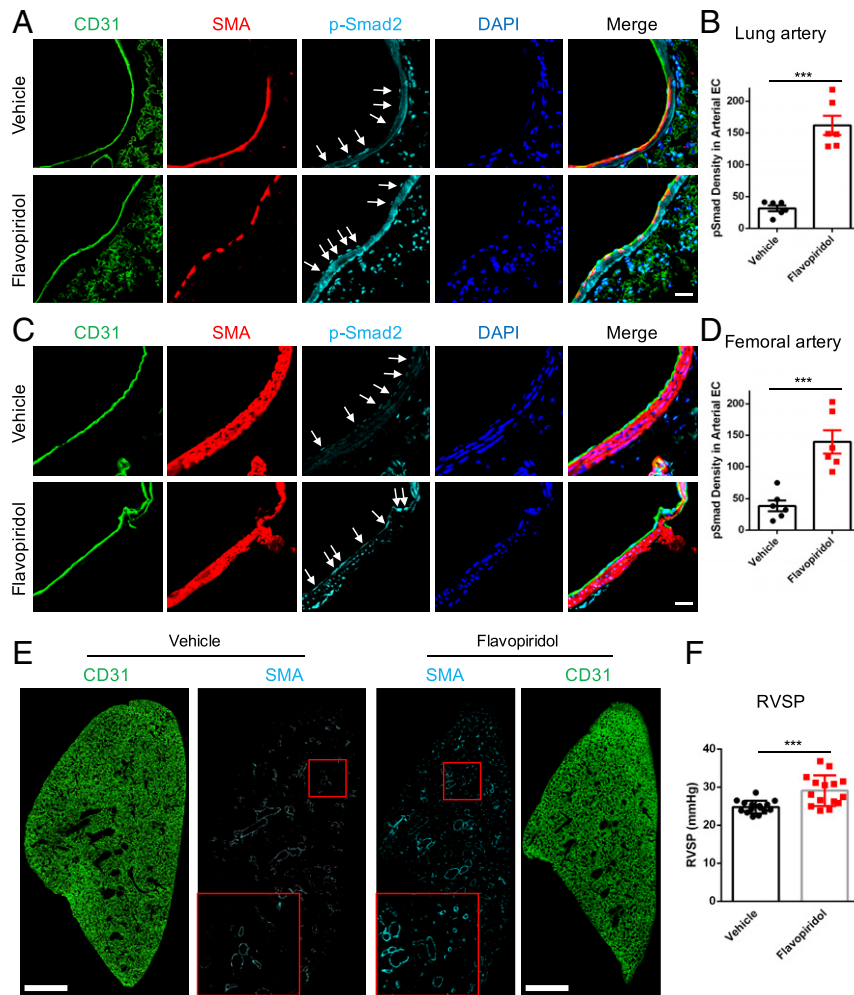 A
CD31 SMA p-Smad2 DAPI Merge
Vehicle
Flavopiridol
B
Lung artery
***
pSmad Density in Arterial EC
200
150
100
50
0
Vehicle
Flavopiridol
C
CD31 SMA p-Smad2 DAPI Merge
Vehicle
Flavopiridol
D
Femoral artery
***
pSmad Density in Arterial EC
200
150
100
50
0
Vehicle
Flavopiridol
E
Vehicle Flavopiridol
CD31 SMA SMA CD31
F
RVSP
***
RVSP (mmHg)
40
30
20
10
0
Vehicle
Flavopiridol